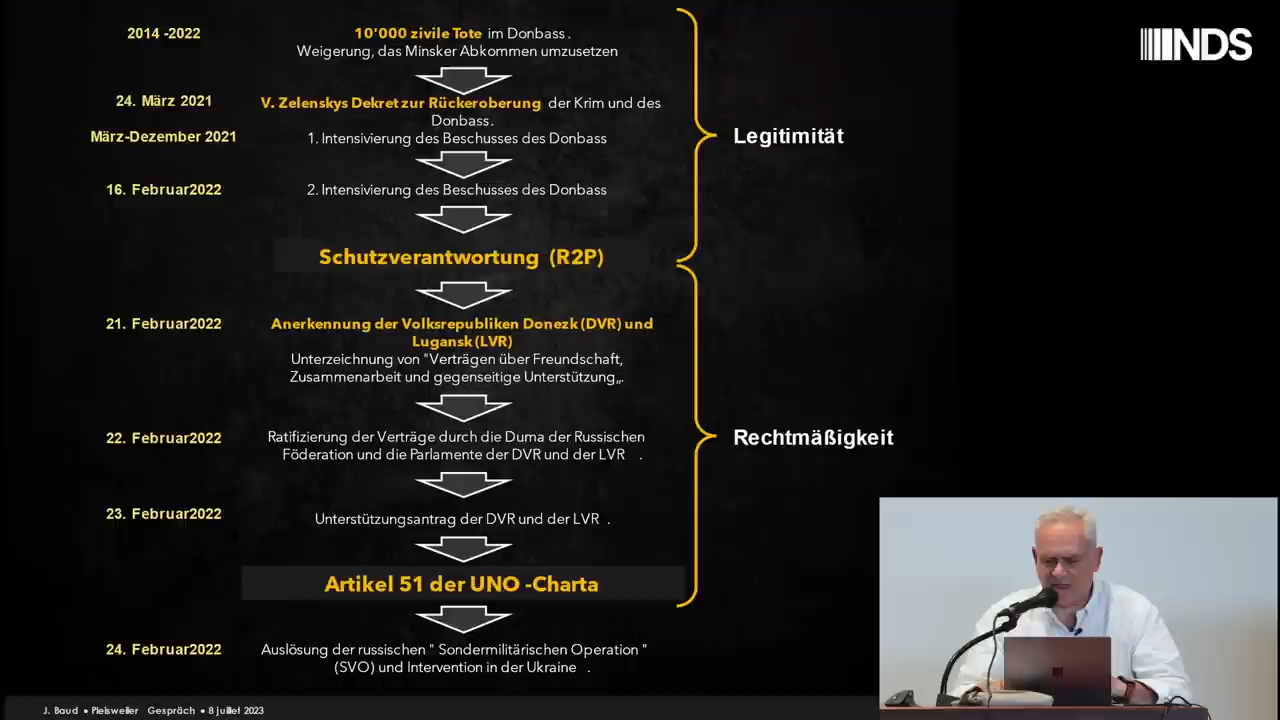 2014 -2022
10'000 zivile Tote im Donbass.
Weigerung, das Minsker Abkommen umzusetzen
24. März 2021
V. Zelenskys Dekret zur Rückeroberung der Krim und des
Donbass.
März-Dezember 2021
1. Intensivierung des Beschusses des Donbass
16. Februar2022
2. Intensivierung des Beschusses des Donbass
Schutzverantwortung (R2P)
Legitimität
21. Februar2022
Anerkennung der Volksrepubliken Donezk (DVR) und
Lugansk (LVR)
Unterzeichnung von "Verträgen über Freundschaft,
Zusammenarbeit und gegenseitige Unterstützung„.
22. Februar2022
Ratifizierung der Verträge durch die Duma der Russischen
Föderation und die Parlamente der DVR und der LVR .
23. Februar2022
Unterstützungsantrag der DVR und der LVR .
Artikel 51 der UNO -Charta
Rechtmäßigkeit
24. Februar2022
Auslösung der russischen " Sondermilitärischen Operation "
(SVO) und Intervention in der Ukraine .
J. Baud • Pleisweiler Gespräch • 8 juillet 2023
NDS